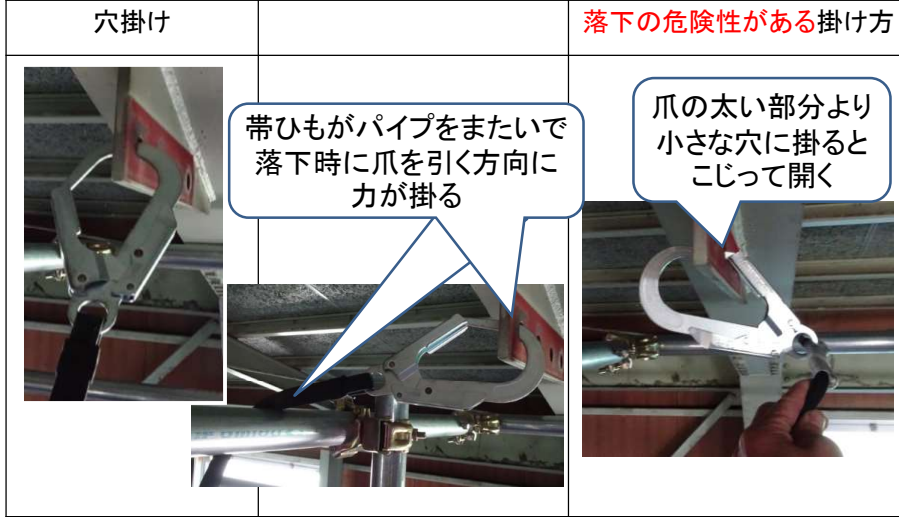 穴掛け
落下の危険性がある掛け方
帯ひもがパイプをまたいで
落下時に爪を引く方向に
力が掛る
爪の太い部分より
小さな穴に掛ると
こじって開く